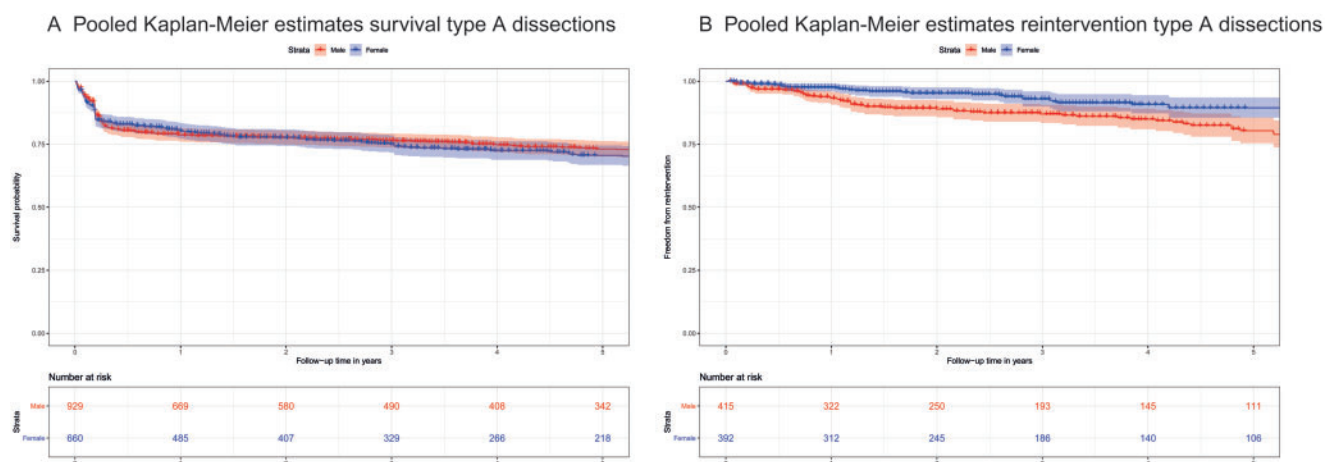 A Pooled Kaplan-Meier estimates survival type A dissections
Strata Male Female
1.00
0.75
0.50
0.25
0.00
Survival probability
0 1 2 3 4 5
Follow-up time in years
Number at risk
Strata
Male 929 669 580 490 408 342
Female 660 485 407 329 266 218
B Pooled Kaplan-Meier estimates reintervention type A dissections
Strata Male Female
1.00
0.75
0.50
0.25
0.00
Freedom from reintervention
0 1 2 3 4 5
Follow-up time in years
Number at risk
Strata
Male 415 322 250 193 145 111
Female 392 312 245 186 140 106